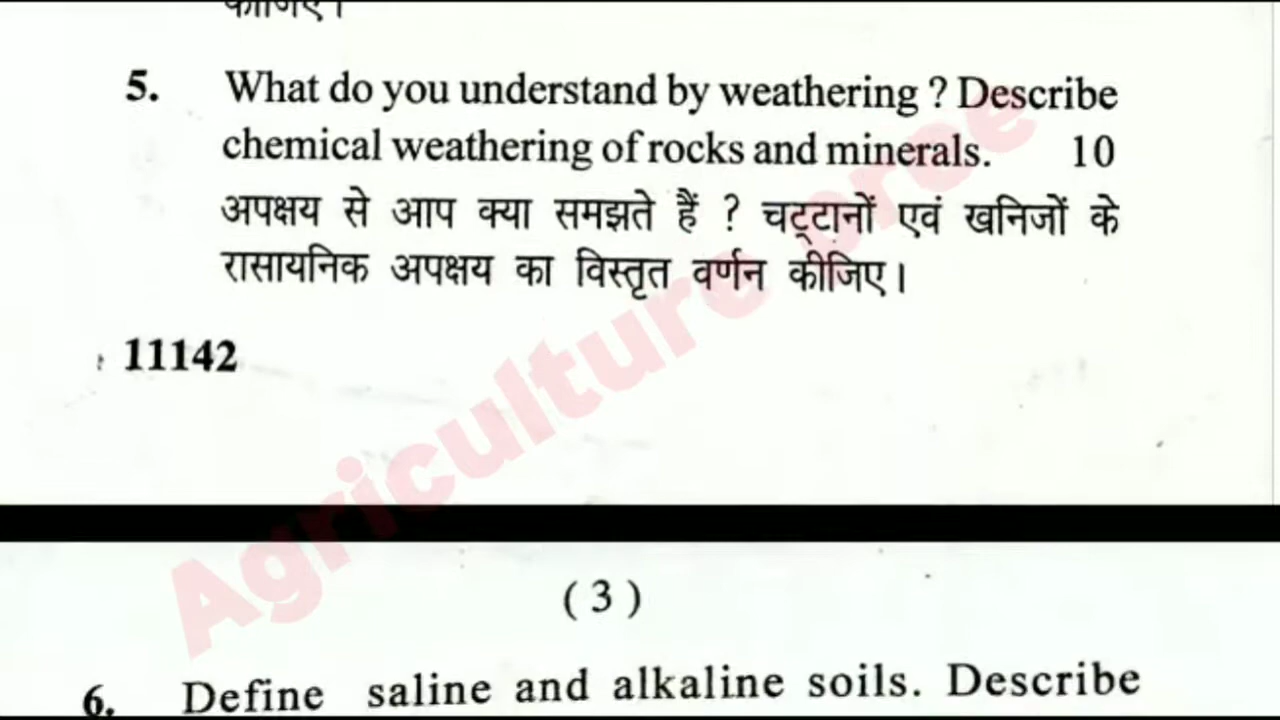 5. What do you understand by weathering ? Describe
chemical weathering of rocks and minerals. 10
अपक्षय से आप क्या समझते हैं ? चट्टानों एवं खनिजों के
रासायनिक अपक्षय का विस्तृत वर्णन कीजिए।
11142
Agriculture
( 3 )
6. Define saline and alkaline soils. Describe